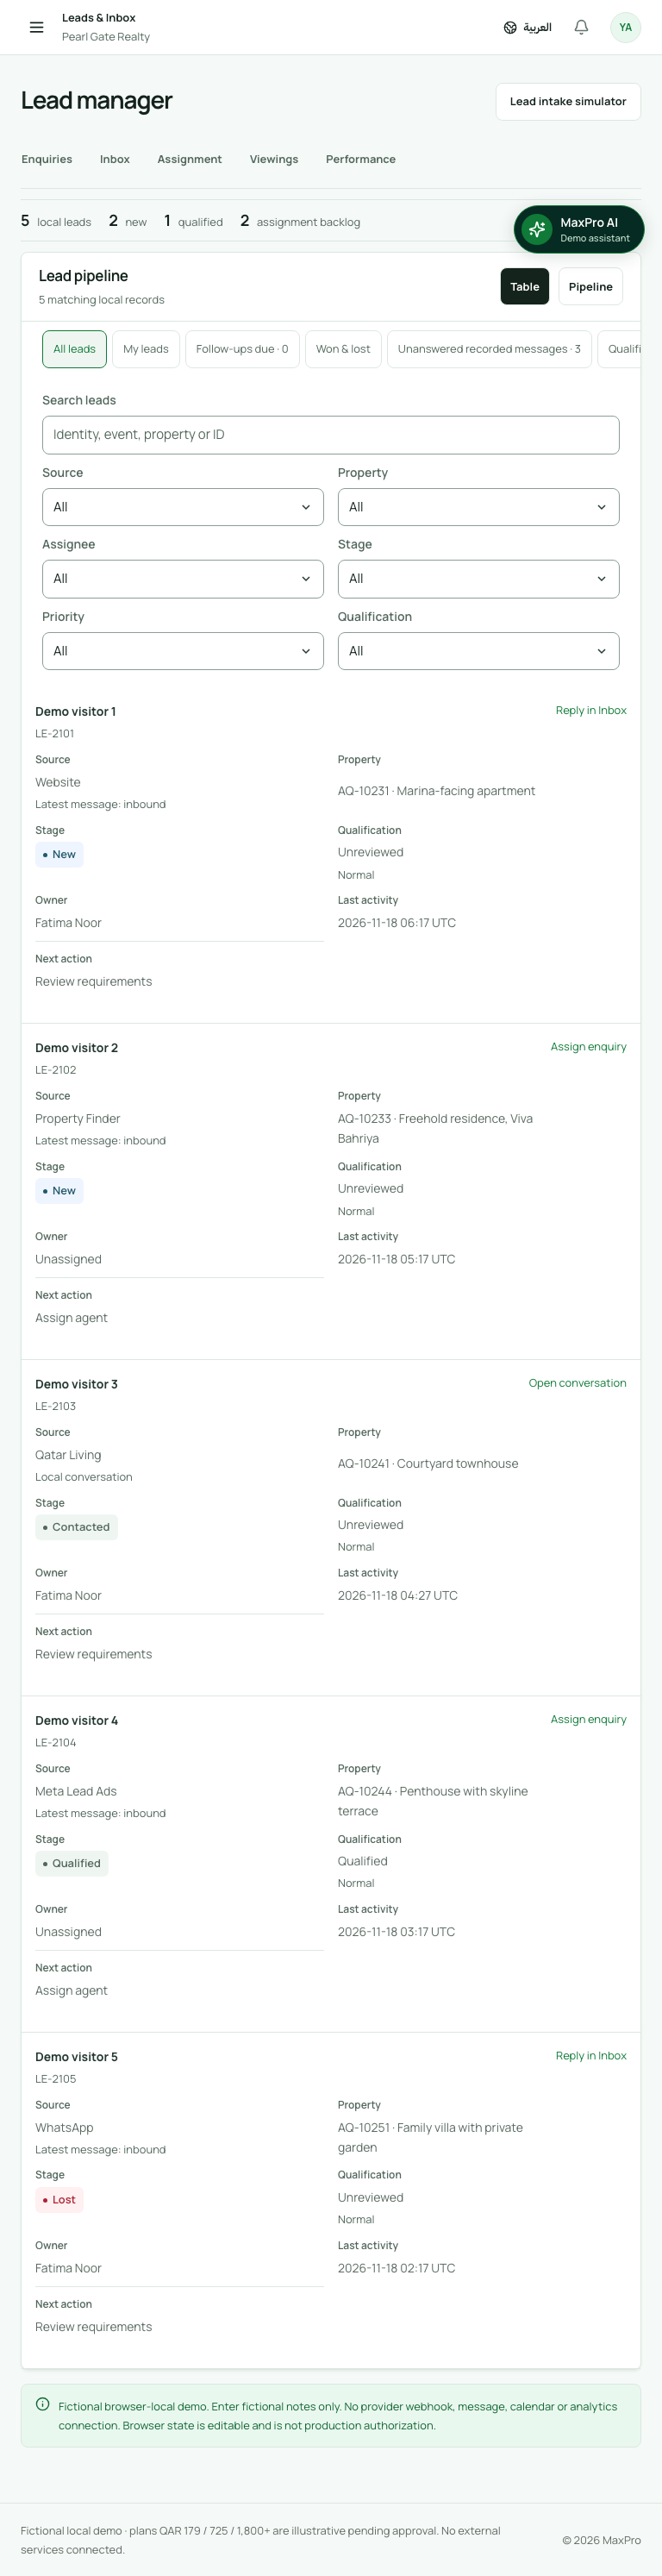 Leads & Inbox
Pearl Gate Realty
العربية
YA
Lead manager
Lead intake simulator
Enquiries
Inbox
Assignment
Viewings
Performance
5 local leads
2 new
1 qualified
2 assignment backlog
MaxPro AI
Demo assistant
Lead pipeline
5 matching local records
Table
Pipeline
All leads
My leads
Follow-ups due · 0
Won & lost
Unanswered recorded messages · 3
Qualifi
Search leads
Identity, event, property or ID
Source
Property
All
All
Assignee
Stage
All
All
Priority
Qualification
All
All
Demo visitor 1
Reply in Inbox
LE-2101
Source
Property
Website
AQ-10231 · Marina-facing apartment
Latest message: inbound
Stage
Qualification
New
Unreviewed
Normal
Owner
Last activity
Fatima Noor
2026-11-18 06:17 UTC
Next action
Review requirements
Demo visitor 2
Assign enquiry
LE-2102
Source
Property
Property Finder
AQ-10233 · Freehold residence, Viva
Bahriya
Latest message: inbound
Stage
Qualification
New
Unreviewed
Normal
Owner
Last activity
Unassigned
2026-11-18 05:17 UTC
Next action
Assign agent
Demo visitor 3
Open conversation
LE-2103
Source
Property
Qatar Living
AQ-10241 · Courtyard townhouse
Local conversation
Stage
Qualification
Contacted
Unreviewed
Normal
Owner
Last activity
Fatima Noor
2026-11-18 04:27 UTC
Next action
Review requirements
Demo visitor 4
Assign enquiry
LE-2104
Source
Property
Meta Lead Ads
AQ-10244 · Penthouse with skyline
terrace
Latest message: inbound
Stage
Qualification
Qualified
Qualified
Normal
Owner
Last activity
Unassigned
2026-11-18 03:17 UTC
Next action
Assign agent
Demo visitor 5
Reply in Inbox
LE-2105
Source
Property
WhatsApp
AQ-10251 · Family villa with private
garden
Latest message: inbound
Stage
Qualification
Lost
Unreviewed
Normal
Owner
Last activity
Fatima Noor
2026-11-18 02:17 UTC
Next action
Review requirements
Fictional browser-local demo. Enter fictional notes only. No provider webhook, message, calendar or analytics
connection. Browser state is editable and is not production authorization.
Fictional local demo · plans QAR 179 / 725 / 1,800+ are illustrative pending approval. No external
services connected.
© 2026 MaxPro